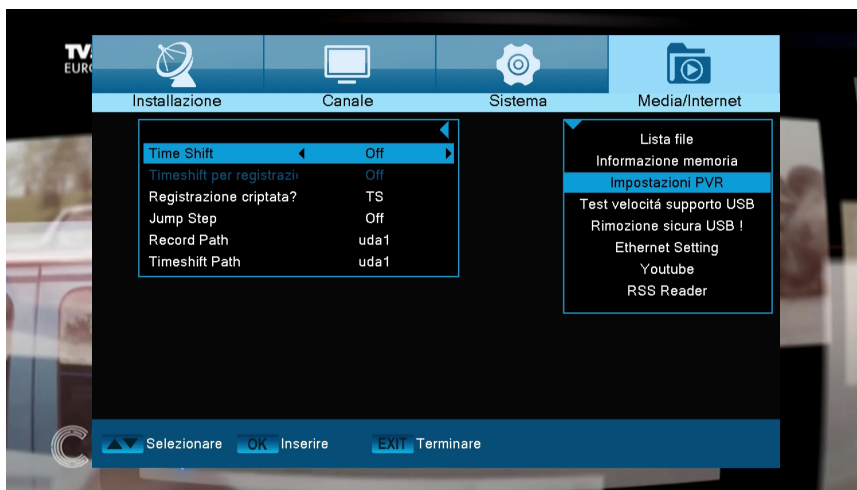 TV
EUR
Installazione
Canale
Sistema
Media/Internet
Time Shift Off
Timeshift per registrazi Off
Registrazione criptata? TS
Jump Step Off
Record Path uda1
Timeshift Path uda1
Lista file
Informazione memoria
Impostazioni PVR
Test velocitá supporto USB
Rimozione sicura USB !
Ethernet Setting
Youtube
RSS Reader
Selezionare OK Inserire EXIT Terminare